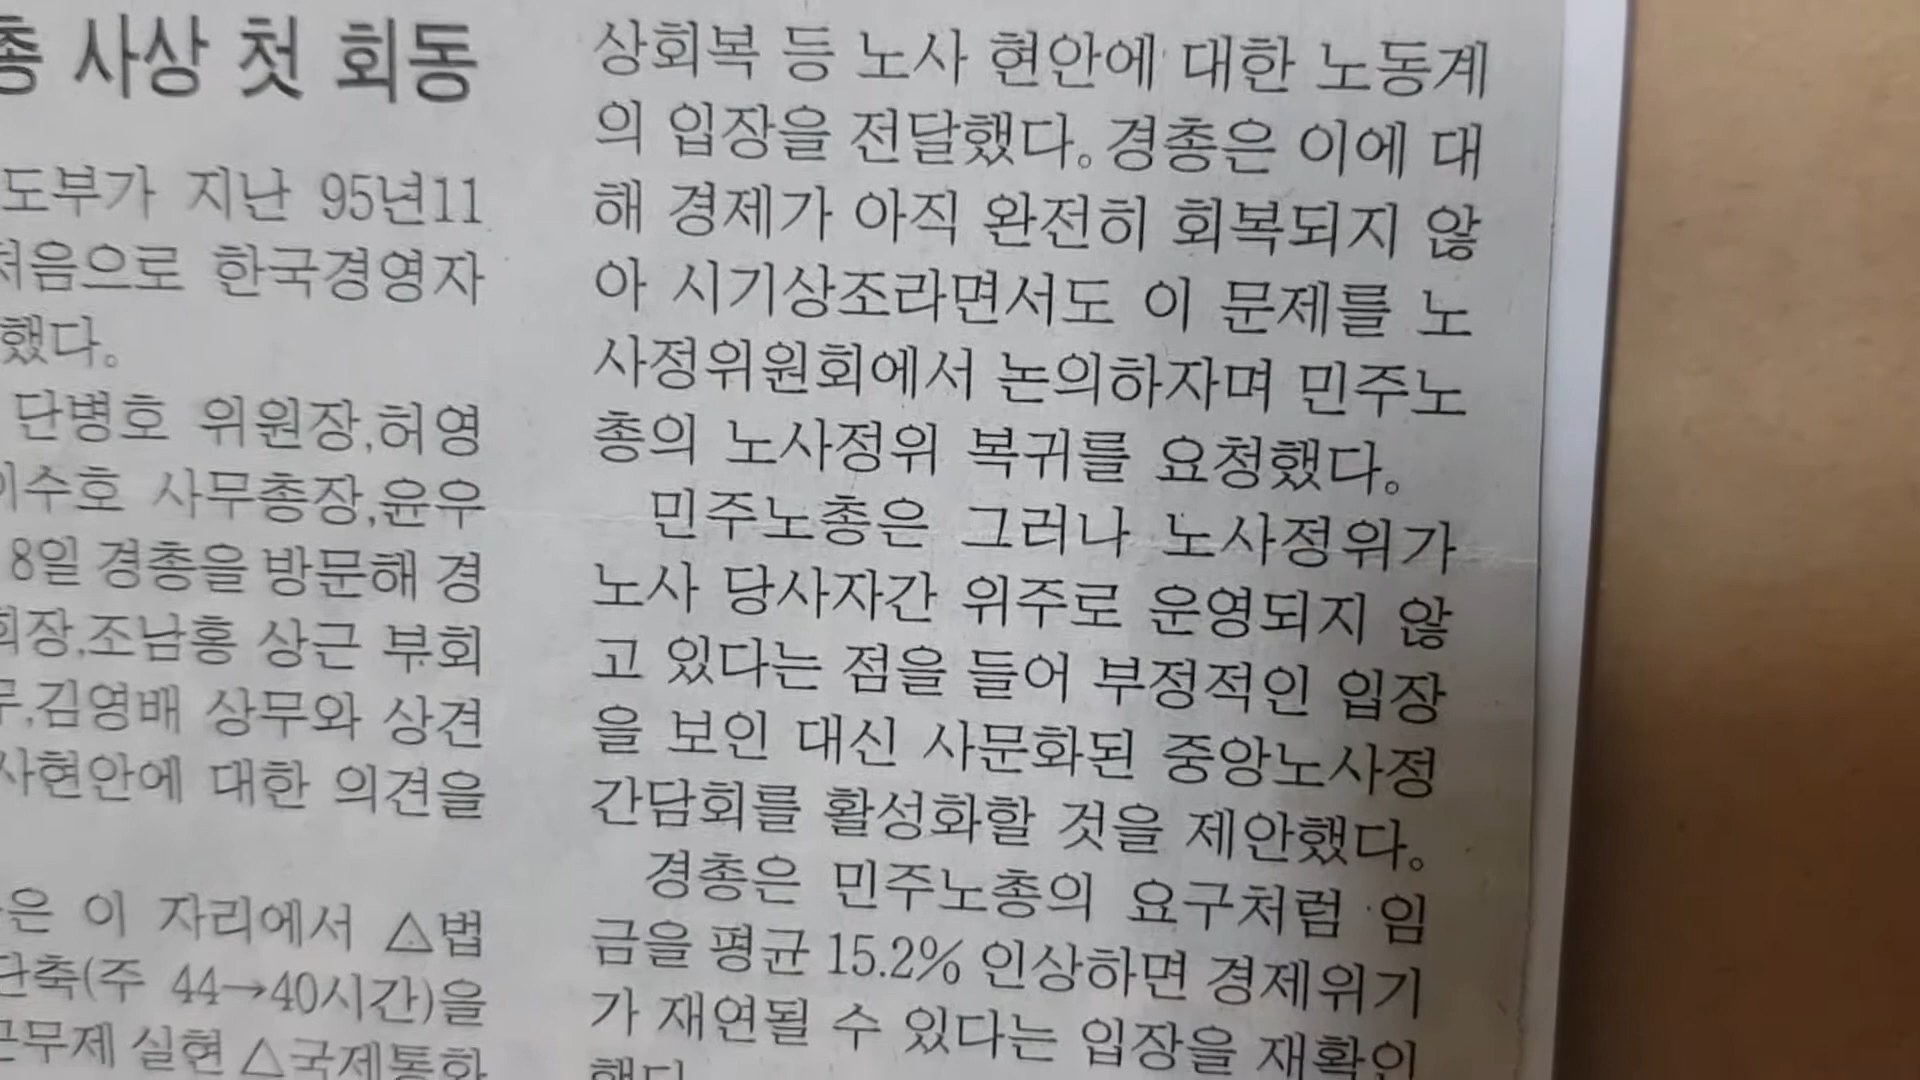 총 사상 첫 회동
도부가 지난 95년11
처음으로 한국경영자
했다。
단병호 위원장,허영
이수호 사무총장,윤우
8일 경총을 방문해 경
회장,조남홍 상근 부회
무,김영배 상무와 상견
사현안에 대한 의견을
은 이 자리에서 △법
단축(주 44→40시간)을
근무제 실현 △국제통화
상회복 등 노사 현안에 대한 노동계
의 입장을 전달했다。경총은 이에 대
해 경제가 아직 완전히 회복되지 않
아 시기상조라면서도 이 문제를 노
사정위원회에서 논의하자며 민주노
총의 노사정위 복귀를 요청했다。
민주노총은 그러나 노사정위가
노사 당사자간 위주로 운영되지 않
고 있다는 점을 들어 부정적인 입장
을 보인 대신 사문화된 중앙노사정
간담회를 활성화할 것을 제안했다。
경총은 민주노총의 요구처럼 임
금을 평균 15.2% 인상하면 경제위기
가 재연될 수 있다는 입장을 재확인
했다